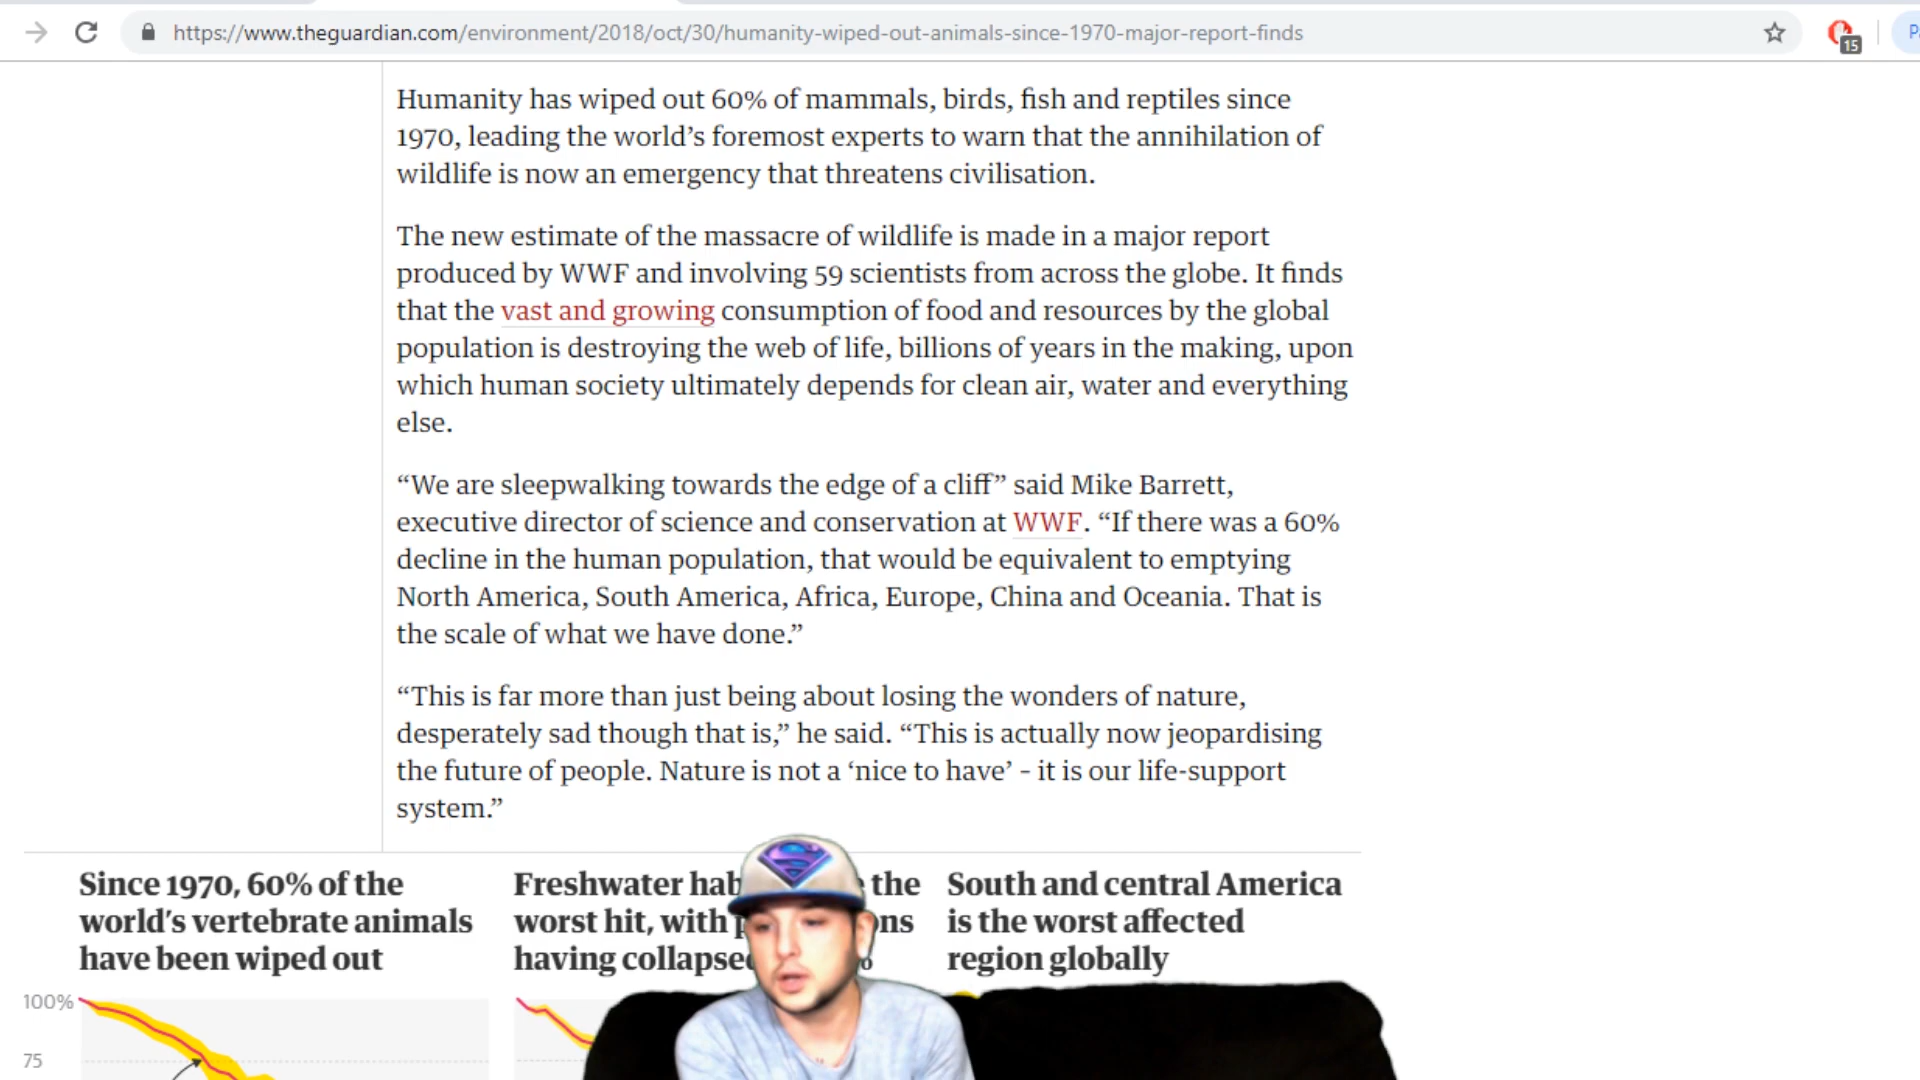 https://www.theguardian.com/environment/2018/oct/30/humanity-wiped-out-animals-since-1970-major-report-finds
15
Humanity has wiped out 60% of mammals, birds, fish and reptiles since
1970, leading the world’s foremost experts to warn that the annihilation of
wildlife is now an emergency that threatens civilisation.
The new estimate of the massacre of wildlife is made in a major report
produced by WWF and involving 59 scientists from across the globe. It finds
that the vast and growing consumption of food and resources by the global
population is destroying the web of life, billions of years in the making, upon
which human society ultimately depends for clean air, water and everything
else.
“We are sleepwalking towards the edge of a cliff” said Mike Barrett,
executive director of science and conservation at WWF. “If there was a 60%
decline in the human population, that would be equivalent to emptying
North America, South America, Africa, Europe, China and Oceania. That is
the scale of what we have done.”
“This is far more than just being about losing the wonders of nature,
desperately sad though that is,” he said. “This is actually now jeopardising
the future of people. Nature is not a ‘nice to have’ – it is our life-support
system.”
Since 1970, 60% of the
world’s vertebrate animals
have been wiped out
100%
75
Freshwater the
worst hit, with
having
South and central America
is the worst affected
region globally